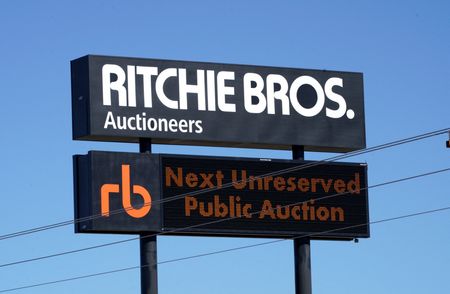 RITCHIE BROS.
Auctioneers
rb
Next Unreserved
Public Auction